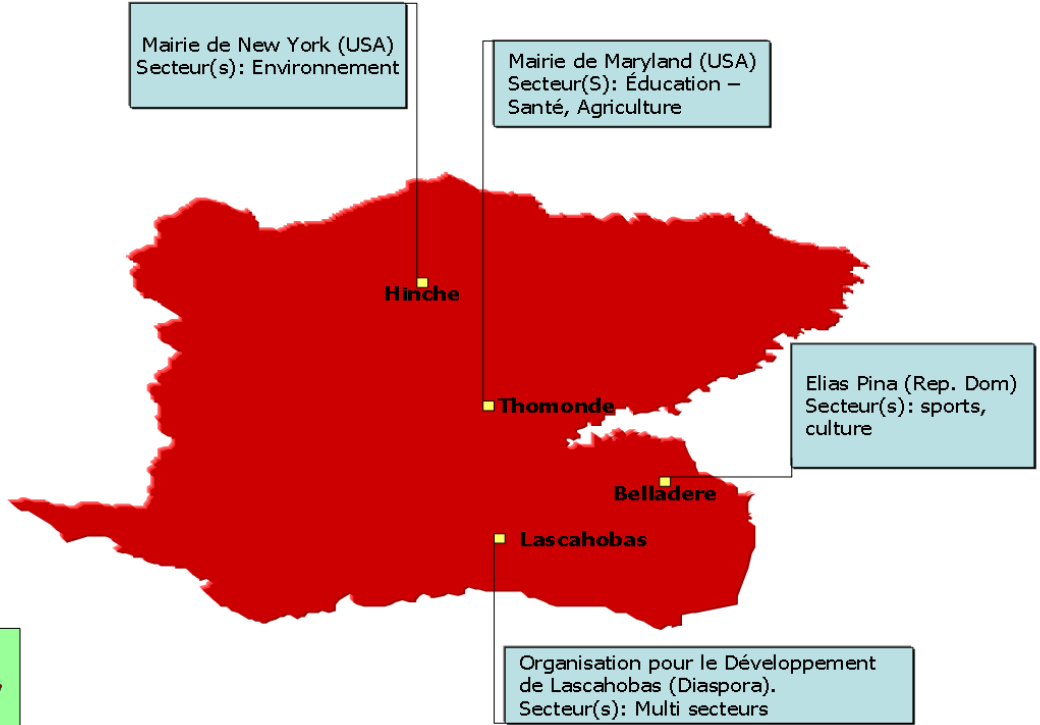 Mairie de New York (USA)
Secteur(s): Environnement
Mairie de Maryland (USA)
Secteur(S): Éducation –
Santé, Agriculture
Hinche
Elias Pina (Rep. Dom)
Secteur(s): sports,
culture
Thomonde
Belladere
Lascahobas
Organisation pour le Développement
de Lascahobas (Diaspora).
Secteur(s): Multi secteurs